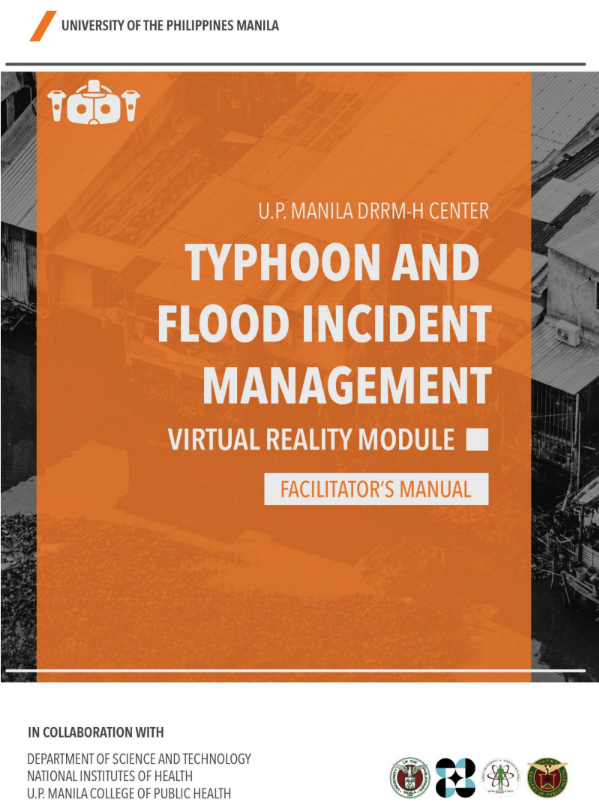 UNIVERSITY OF THE PHILIPPINES MANILA
U.P. MANILA DRRM-H CENTER
TYPHOON AND
FLOOD INCIDENT
MANAGEMENT
VIRTUAL REALITY MODULE
FACILITATOR'S MANUAL
IN COLLABORATION WITH
DEPARTMENT OF SCIENCE AND TECHNOLOGY
NATIONAL INSTITUTES OF HEALTH
U.P. MANILA COLLEGE OF PUBLIC HEALTH